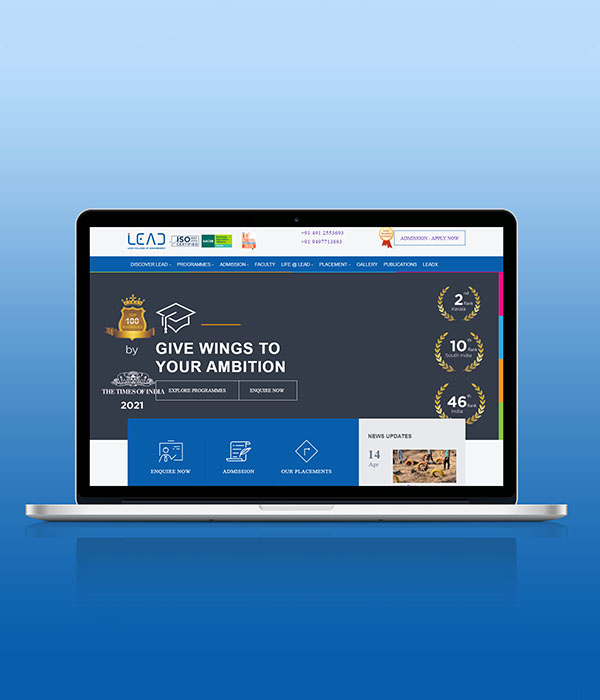 LEAD
LEAD COLLEGE OF MANAGEMENT
ISO
CERTIFIED
+91 491 2553693
+91 9497713693
ADMISSION - APPLY NOW
DISCOVER LEAD
PROGRAMMES
ADMISSION
FACULTY
LIFE @ LEAD
PLACEMENT
GALLERY
PUBLICATIONS
LEADX
TOP
100
by
THE TIMES OF INDIA
2021
GIVE WINGS TO
YOUR AMBITION
EXPLORE PROGRAMMES
ENQUIRE NOW
2nd Rank
Kerala
10th Rank
South India
46th Rank
India
ENQUIRE NOW
ADMISSION
OUR PLACEMENTS
NEWS UPDATES
14
Apr